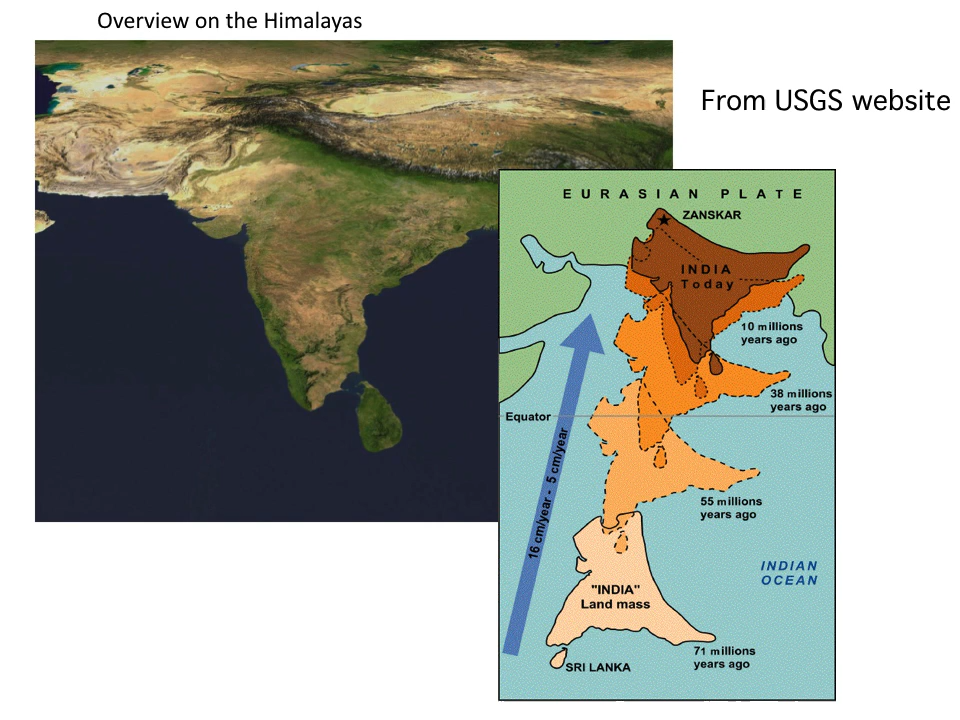 Overview on the Himalayas
From USGS website
EURASIAN PLATE
ZANSKAR
INDIA
Today
10 millions
years ago
38 millions
years ago
Equator
16 cm/year - 5 cm/year
55 millions
years ago
INDIAN
OCEAN
"INDIA"
Land mass
71 millions
years ago
SRI LANKA